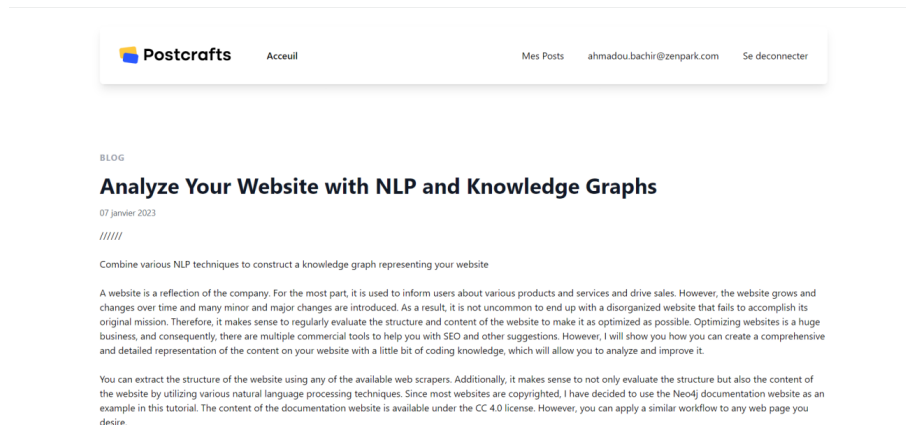 Postcrafts Acceuil Mes Posts ahmadou.bachir@zenpark.com Se deconnecter
BLOG
Analyze Your Website with NLP and Knowledge Graphs
07 janvier 2023
//////
Combine various NLP techniques to construct a knowledge graph representing your website
A website is a reflection of the company. For the most part, it is used to inform users about various products and services and drive sales. However, the website grows and
changes over time and many minor and major changes are introduced. As a result, it is not uncommon to end up with a disorganized website that fails to accomplish its
original mission. Therefore, it makes sense to regularly evaluate the structure and content of the website to make it as optimized as possible. Optimizing websites is a huge
business, and consequently, there are multiple commercial tools to help you with SEO and other suggestions. However, I will show you how you can create a comprehensive
and detailed representation of the content on your website with a little bit of coding knowledge, which will allow you to analyze and improve it.
You can extract the structure of the website using any of the available web scrapers. Additionally, it makes sense to not only evaluate the structure but also the content of
the website by utilizing various natural language processing techniques. Since most websites are copyrighted, I have decided to use the Neo4j documentation website as an
example in this tutorial. The content of the documentation website is available under the CC 4.0 license. However, you can apply a similar workflow to any web page you
desire.